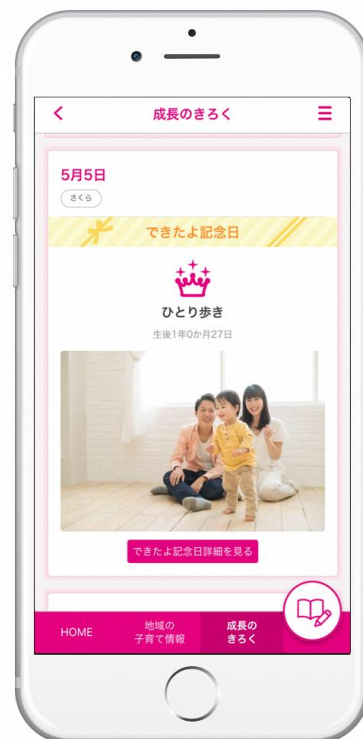 成長のきろく
5月5日
さくら
できたよ記念日
ひとり歩き
生後1年0か月27日
できたよ記念日詳細を見る
HOME
地域の
子育て情報
成長の
きろく